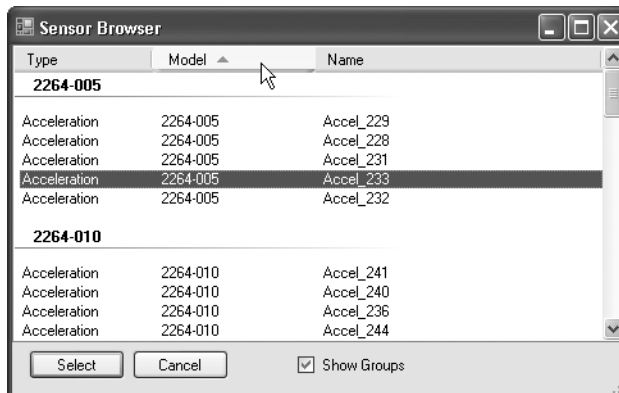 Sensor Browser
Type Model Name
2264-005
Acceleration 2264-005 Accel_229
Acceleration 2264-005 Accel_228
Acceleration 2264-005 Accel_231
Acceleration 2264-005 Accel_233
Acceleration 2264-005 Accel_232
2264-010
Acceleration 2264-010 Accel_241
Acceleration 2264-010 Accel_240
Acceleration 2264-010 Accel_236
Acceleration 2264-010 Accel_244
Select Cancel Show Groups